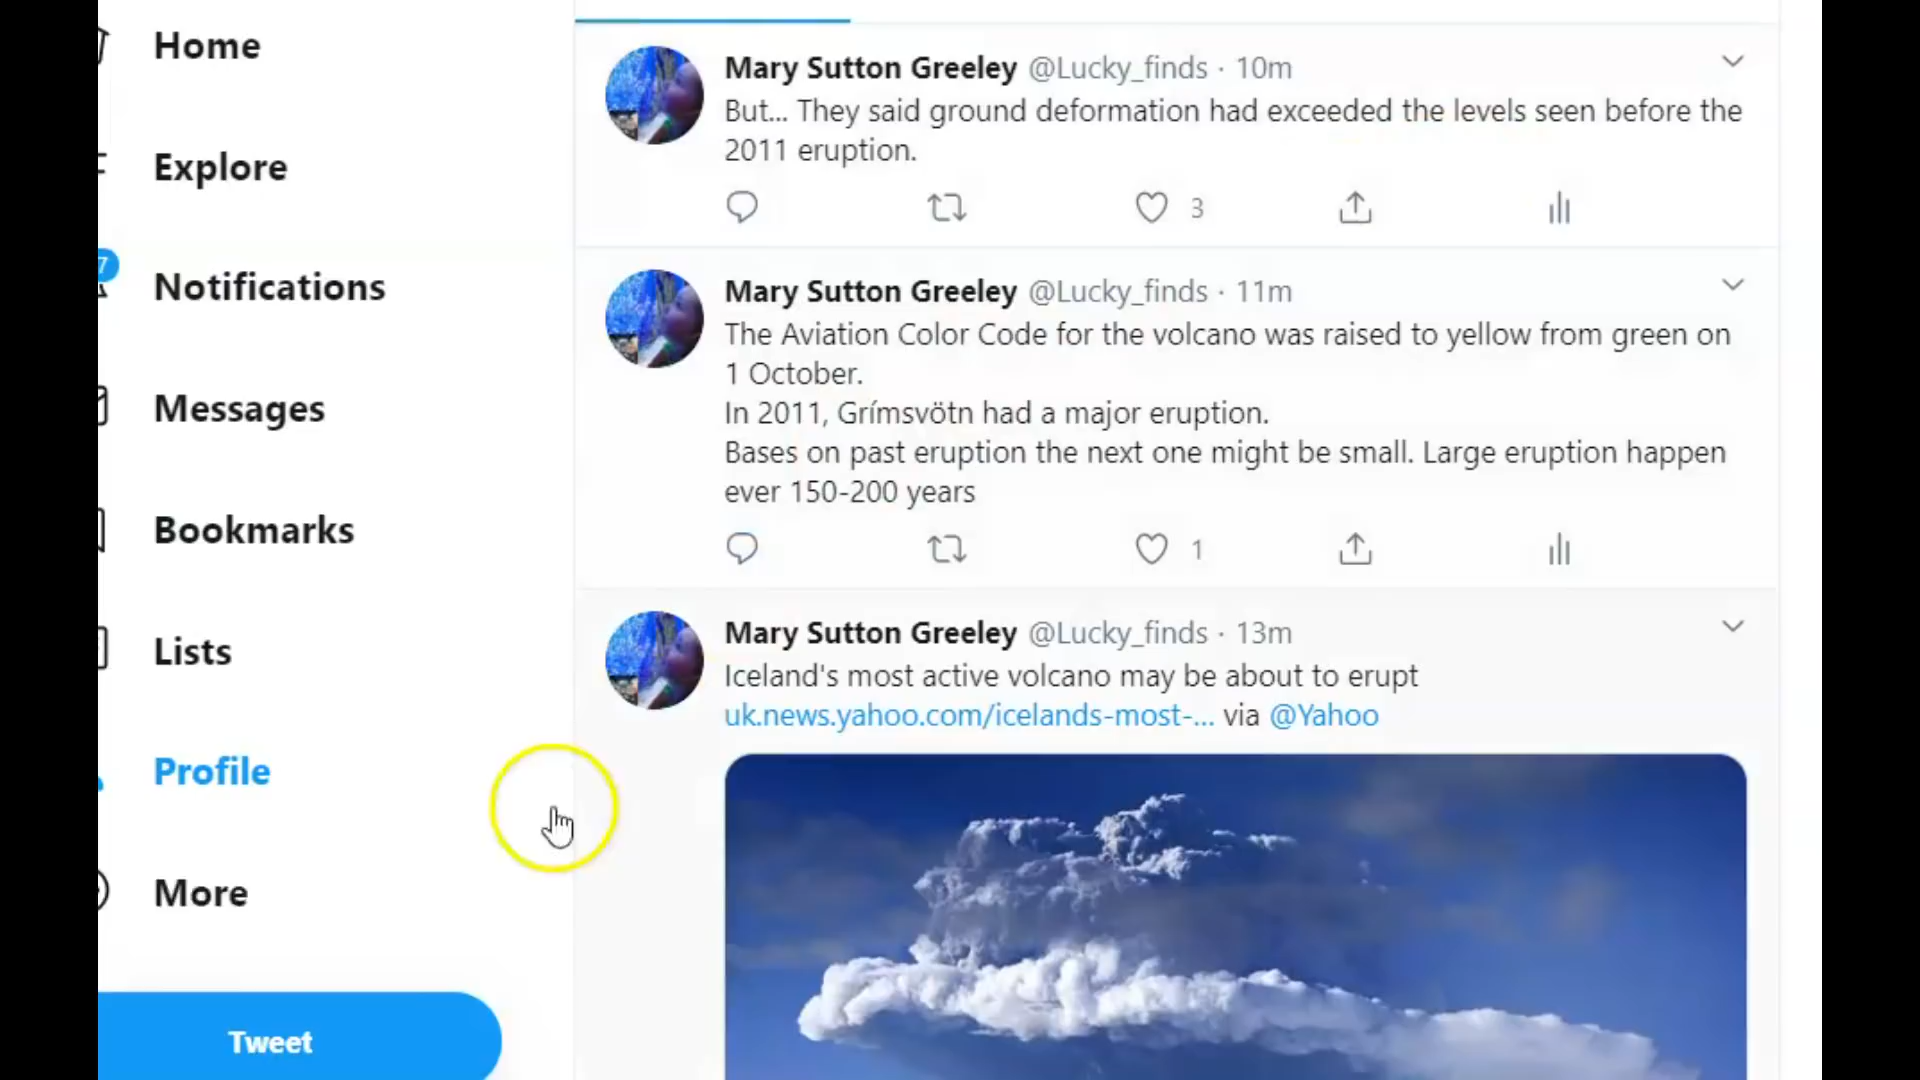 Home
Explore
7
Notifications
Messages
Bookmarks
Lists
Profile
More
Tweet
Mary Sutton Greeley @Lucky_finds · 10m
But... They said ground deformation had exceeded the levels seen before the
2011 eruption.
3
Mary Sutton Greeley @Lucky_finds · 11m
The Aviation Color Code for the volcano was raised to yellow from green on
1 October.
In 2011, Grímsvötn had a major eruption.
Bases on past eruption the next one might be small. Large eruption happen
ever 150-200 years
1
Mary Sutton Greeley @Lucky_finds · 13m
Iceland's most active volcano may be about to erupt
uk.news.yahoo.com/icelands-most-... via @Yahoo